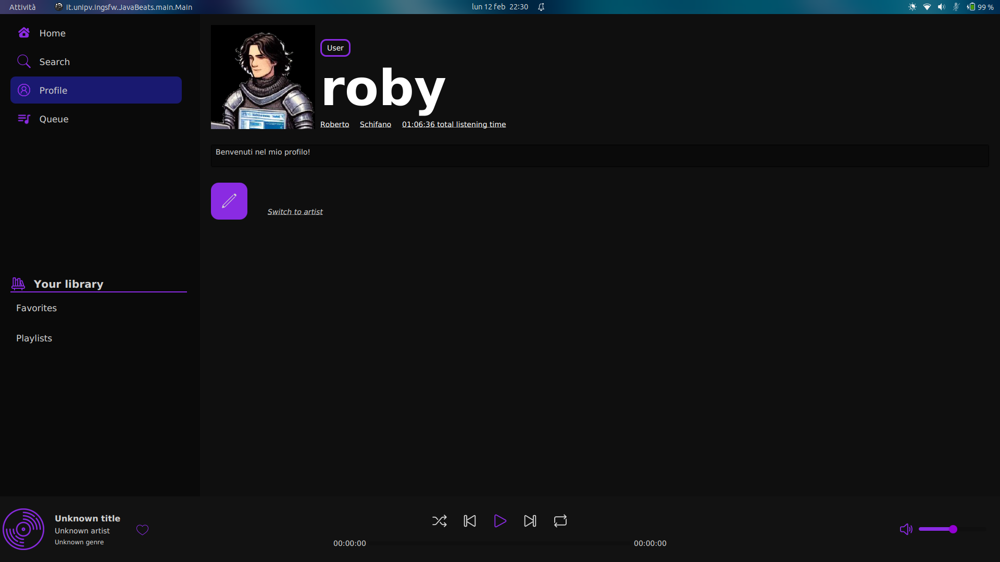 Attività it.unipv.ingsfw.JavaBeats.main.Main lun 12 feb 22:30 99 %
Home
Search
Profile
Queue
Your library
Favorites
Playlists
User
roby
Roberto Schifano 01:06:36 total listening time
Benvenuti nel mio profilo!
Switch to artist
Unknown title
Unknown artist
Unknown genre
00:00:00 00:00:00